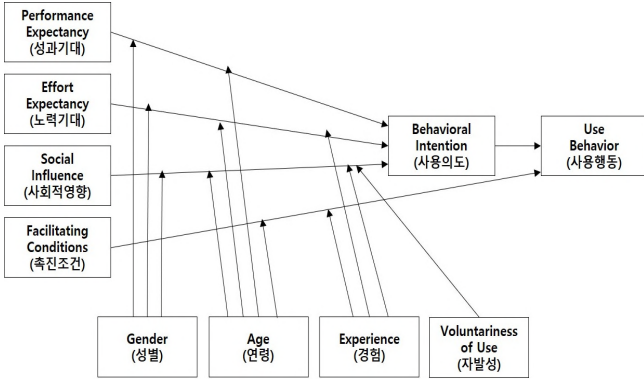 Performance
Expectancy
(성과기대)
Effort
Expectancy
(노력기대)
Social
Influence
(사회적영향)
Facilitating
Conditions
(촉진조건)
Behavioral
Intention
(사용의도)
Use
Behavior
(사용행동)
Gender
(성별)
Age
(연령)
Experience
(경험)
Voluntariness
of Use
(자발성)